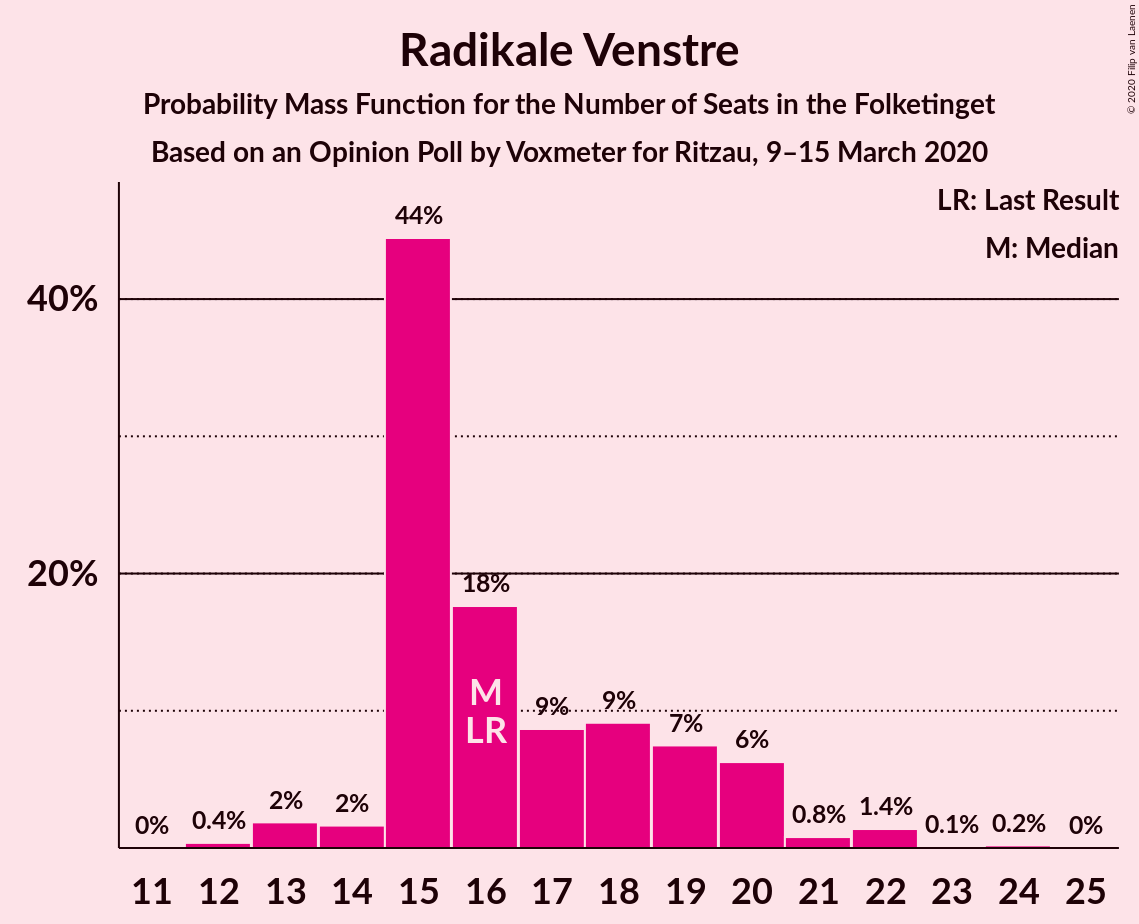 Radikale Venstre
Probability Mass Function for the Number of Seats in the Folketinget
Based on an Opinion Poll by Voxmeter for Ritzau, 9–15 March 2020
© 2020 Filip van Laenen
LR: Last Result
M: Median
44%
40%
20%
18%
M
LR
9%
9%
7%
6%
0%
0.4%
2%
2%
0.8%
1.4%
0.1%
0.2%
0%
11 12 13 14 15 16 17 18 19 20 21 22 23 24 25